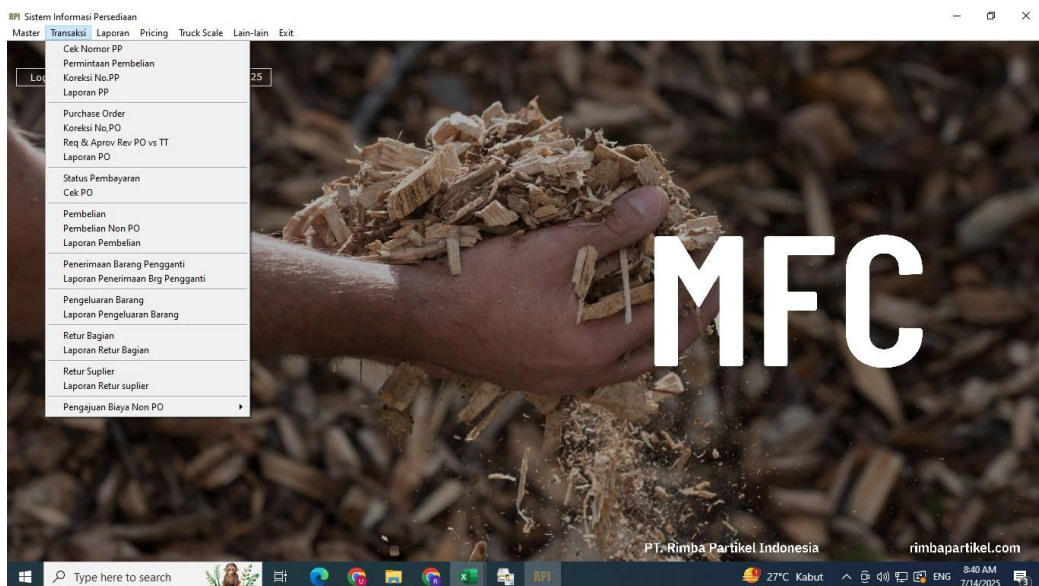 RPI Sistem Informasi Persediaan
Master Transaksi Laporan Pricing Truck Scale Lain-lain Exit
Cek Nomor PP
Permintaan Pembelian
Koreksi No.PP
Laporan PP
25
Purchase Order
Koreksi No,PO
Req & Aprov Rev PO vs TT
Laporan PO
Status Pembayaran
Cek PO
Pembelian
Pembelian Non PO
Laporan Pembelian
Penerimaan Barang Pengganti
Laporan Penerimaan Brg Pengganti
Pengeluaran Barang
Laporan Pengeluaran Barang
Retur Bagian
Laporan Retur Bagian
Retur Suplier
Laporan Retur suplier
Pengajuan Biaya Non PO
MFC
PT. Rimba Partikel Indonesia
rimbapartikel.com
Type here to search
RPI
27°C Kabut
ENG
8:40 AM
7/14/2025